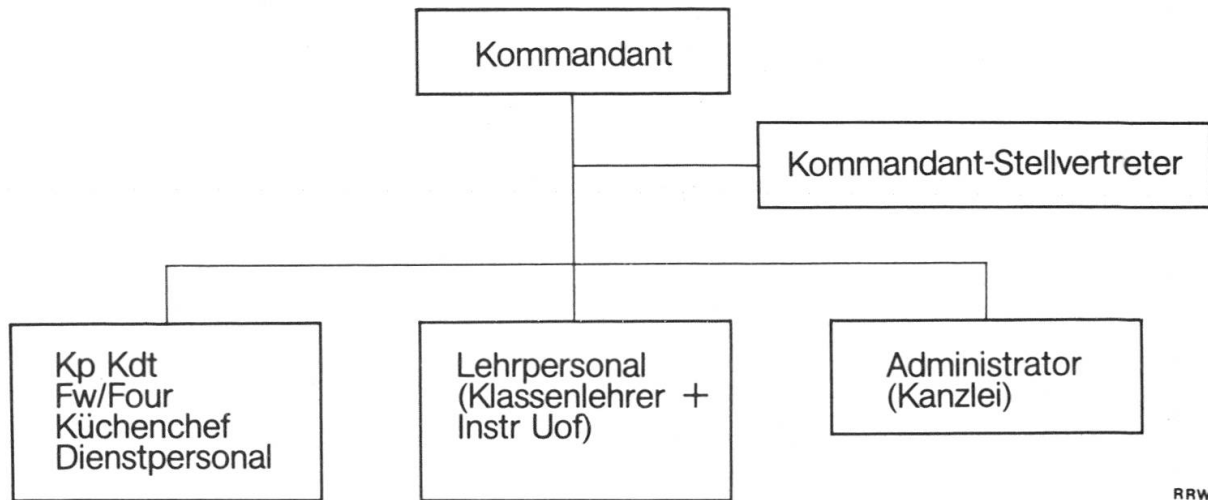 Kommandant
Kommandant-Stellvertreter
Kp Kdt
Fw/Four
Küchenchef
Dienstpersonal
Lehrpersonal
(Klassenlehrer +
Instr Uof)
Administrator
(Kanzlei)
RRW